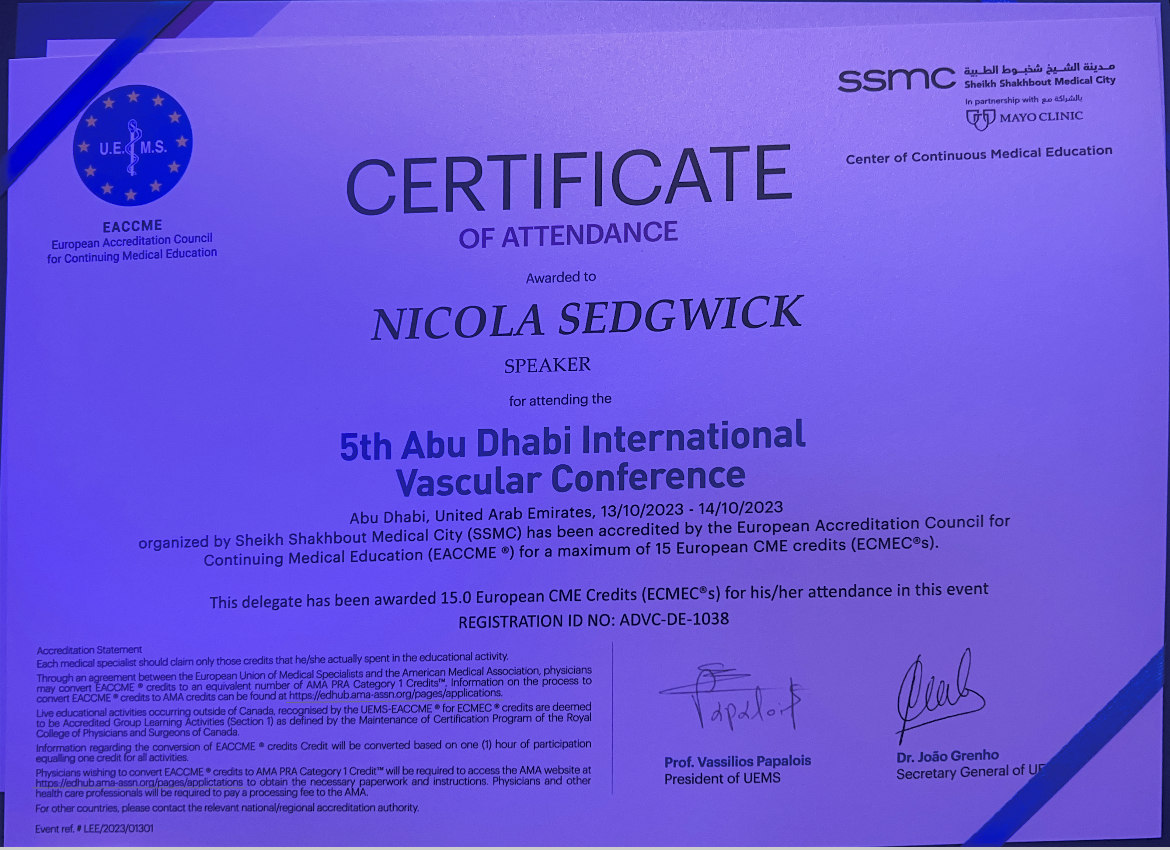 U.E.M.S.
EACCME
European Accreditation Council
for Continuing Medical Education
ssmc
مدينة الشيخ شخبوط الطبية
Sheikh Shakhbout Medical City
In partnership with بالشراكة مع
MAYO CLINIC
Center of Continuous Medical Education
CERTIFICATE
OF ATTENDANCE
Awarded to
NICOLA SEDGWICK
SPEAKER
for attending the
5th Abu Dhabi International
Vascular Conference
Abu Dhabi, United Arab Emirates, 13/10/2023 - 14/10/2023
organized by Sheikh Shakhbout Medical City (SSMC) has been accredited by the European Accreditation Council for
Continuing Medical Education (EACCME ®) for a maximum of 15 European CME credits (ECMEC®s).
This delegate has been awarded 15.0 European CME Credits (ECMEC®s) for his/her attendance in this event
REGISTRATION ID NO: ADVC-DE-1038
Accreditation Statement
Each medical specialist should claim only those credits that he/she actually spent in the educational activity.
Through an agreement between the European Union of Medical Specialists and the American Medical Association, physicians
may convert EACCME ® credits to an equivalent number of AMA PRA Category 1 Credits™. Information on the process to
convert EACCME ® credits to AMA credits can be found at https://edhub.ama-assn.org/pages/applications.
Live educational activities occurring outside of Canada, recognised by the UEMS-EACCME ® for ECMEC ® credits are deemed
to be Accredited Group Learning Activities (Section 1) as defined by the Maintenance of Certification Program of the Royal
College of Physicians and Surgeons of Canada.
Information regarding the conversion of EACCME ® credits Credit will be converted based on one (1) hour of participation
equalling one credit for all activities.
Physicians wishing to convert EACCME ® credits to AMA PRA Category 1 Credit™ will be required to access the AMA website at
https://edhub.ama-assn.org/pages/applictations to obtain the necessary paperwork and instructions. Physicians and other
health care professionals will be required to pay a processing fee to the AMA.
For other countries, please contact the relevant national/regional accreditation authority.
Event ref. # LEE/2023/01301
Papalois
Prof. Vassilios Papalois
President of UEMS
Dr. João Grenho
Secretary General of UE